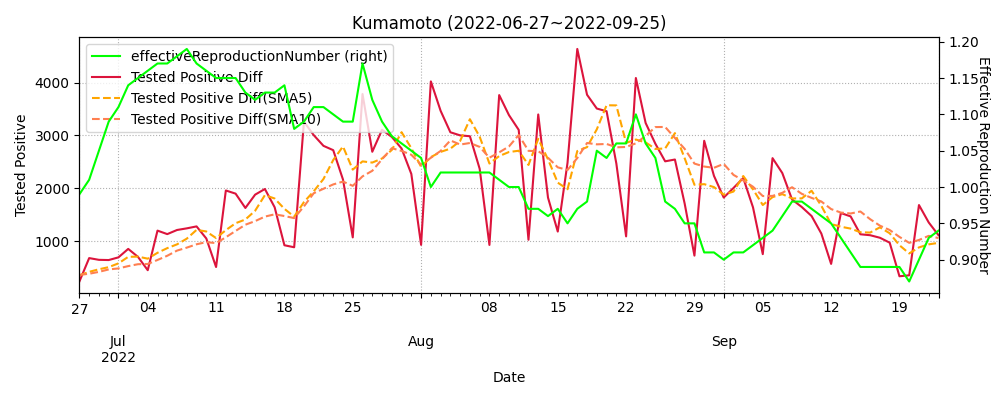 Kumamoto (2022-06-27~2022-09-25)
effectiveReproductionNumber (right)
Tested Positive Diff
Tested Positive Diff(SMA5)
Tested Positive Diff(SMA10)
Tested Positive
4000
3000
2000
1000
1.20
1.15
1.10
1.05
1.00
0.95
0.90
Effective Reproduction Number
27 04 11 18 25 08 15 22 29 05 12 19
Jul Aug Sep
2022
Date